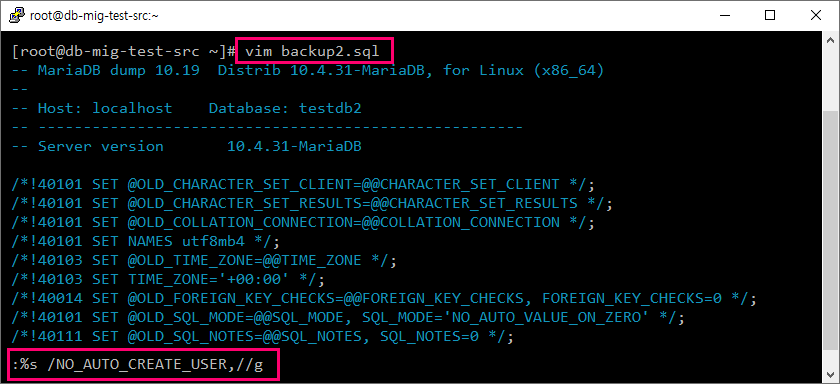 root@db-mig-test-src:~
[root@db-mig-test-src ~]# vim backup2.sql
-- MariaDB dump 10.19  Distrib 10.4.31-MariaDB, for Linux (x86_64)
--
-- Host: localhost    Database: testdb2
-- ------------------------------------------------------
-- Server version       10.4.31-MariaDB
/*!40101 SET @OLD_CHARACTER_SET_CLIENT=@@CHARACTER_SET_CLIENT */;
/*!40101 SET @OLD_CHARACTER_SET_RESULTS=@@CHARACTER_SET_RESULTS */;
/*!40101 SET @OLD_COLLATION_CONNECTION=@@COLLATION_CONNECTION */;
/*!40101 SET NAMES utf8mb4 */;
/*!40103 SET @OLD_TIME_ZONE=@@TIME_ZONE */;
/*!40103 SET TIME_ZONE='+00:00' */;
/*!40014 SET @OLD_FOREIGN_KEY_CHECKS=@@FOREIGN_KEY_CHECKS, FOREIGN_KEY_CHECKS=0 */;
/*!40101 SET @OLD_SQL_MODE=@@SQL_MODE, SQL_MODE='NO_AUTO_VALUE_ON_ZERO' */;
/*!40111 SET @OLD_SQL_NOTES=@@SQL_NOTES, SQL_NOTES=0 */;
:%s /NO_AUTO_CREATE_USER,//g